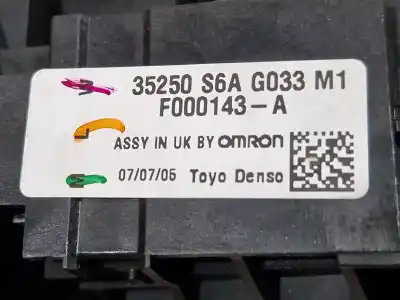 35250 S6A G033 M1
F000143-A
ASSY IN UK BY OMRON
07/07/05 Toyo Denso